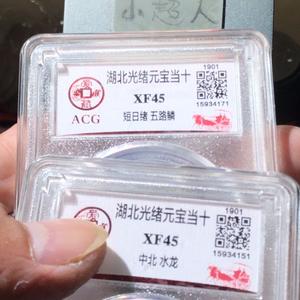 小超人
湖北光绪元宝当十
XF45
短日绪 五路鳞
1901
15934171
ACG
湖北光绪元宝当十
XF45
中北 水龙
1901
15934151